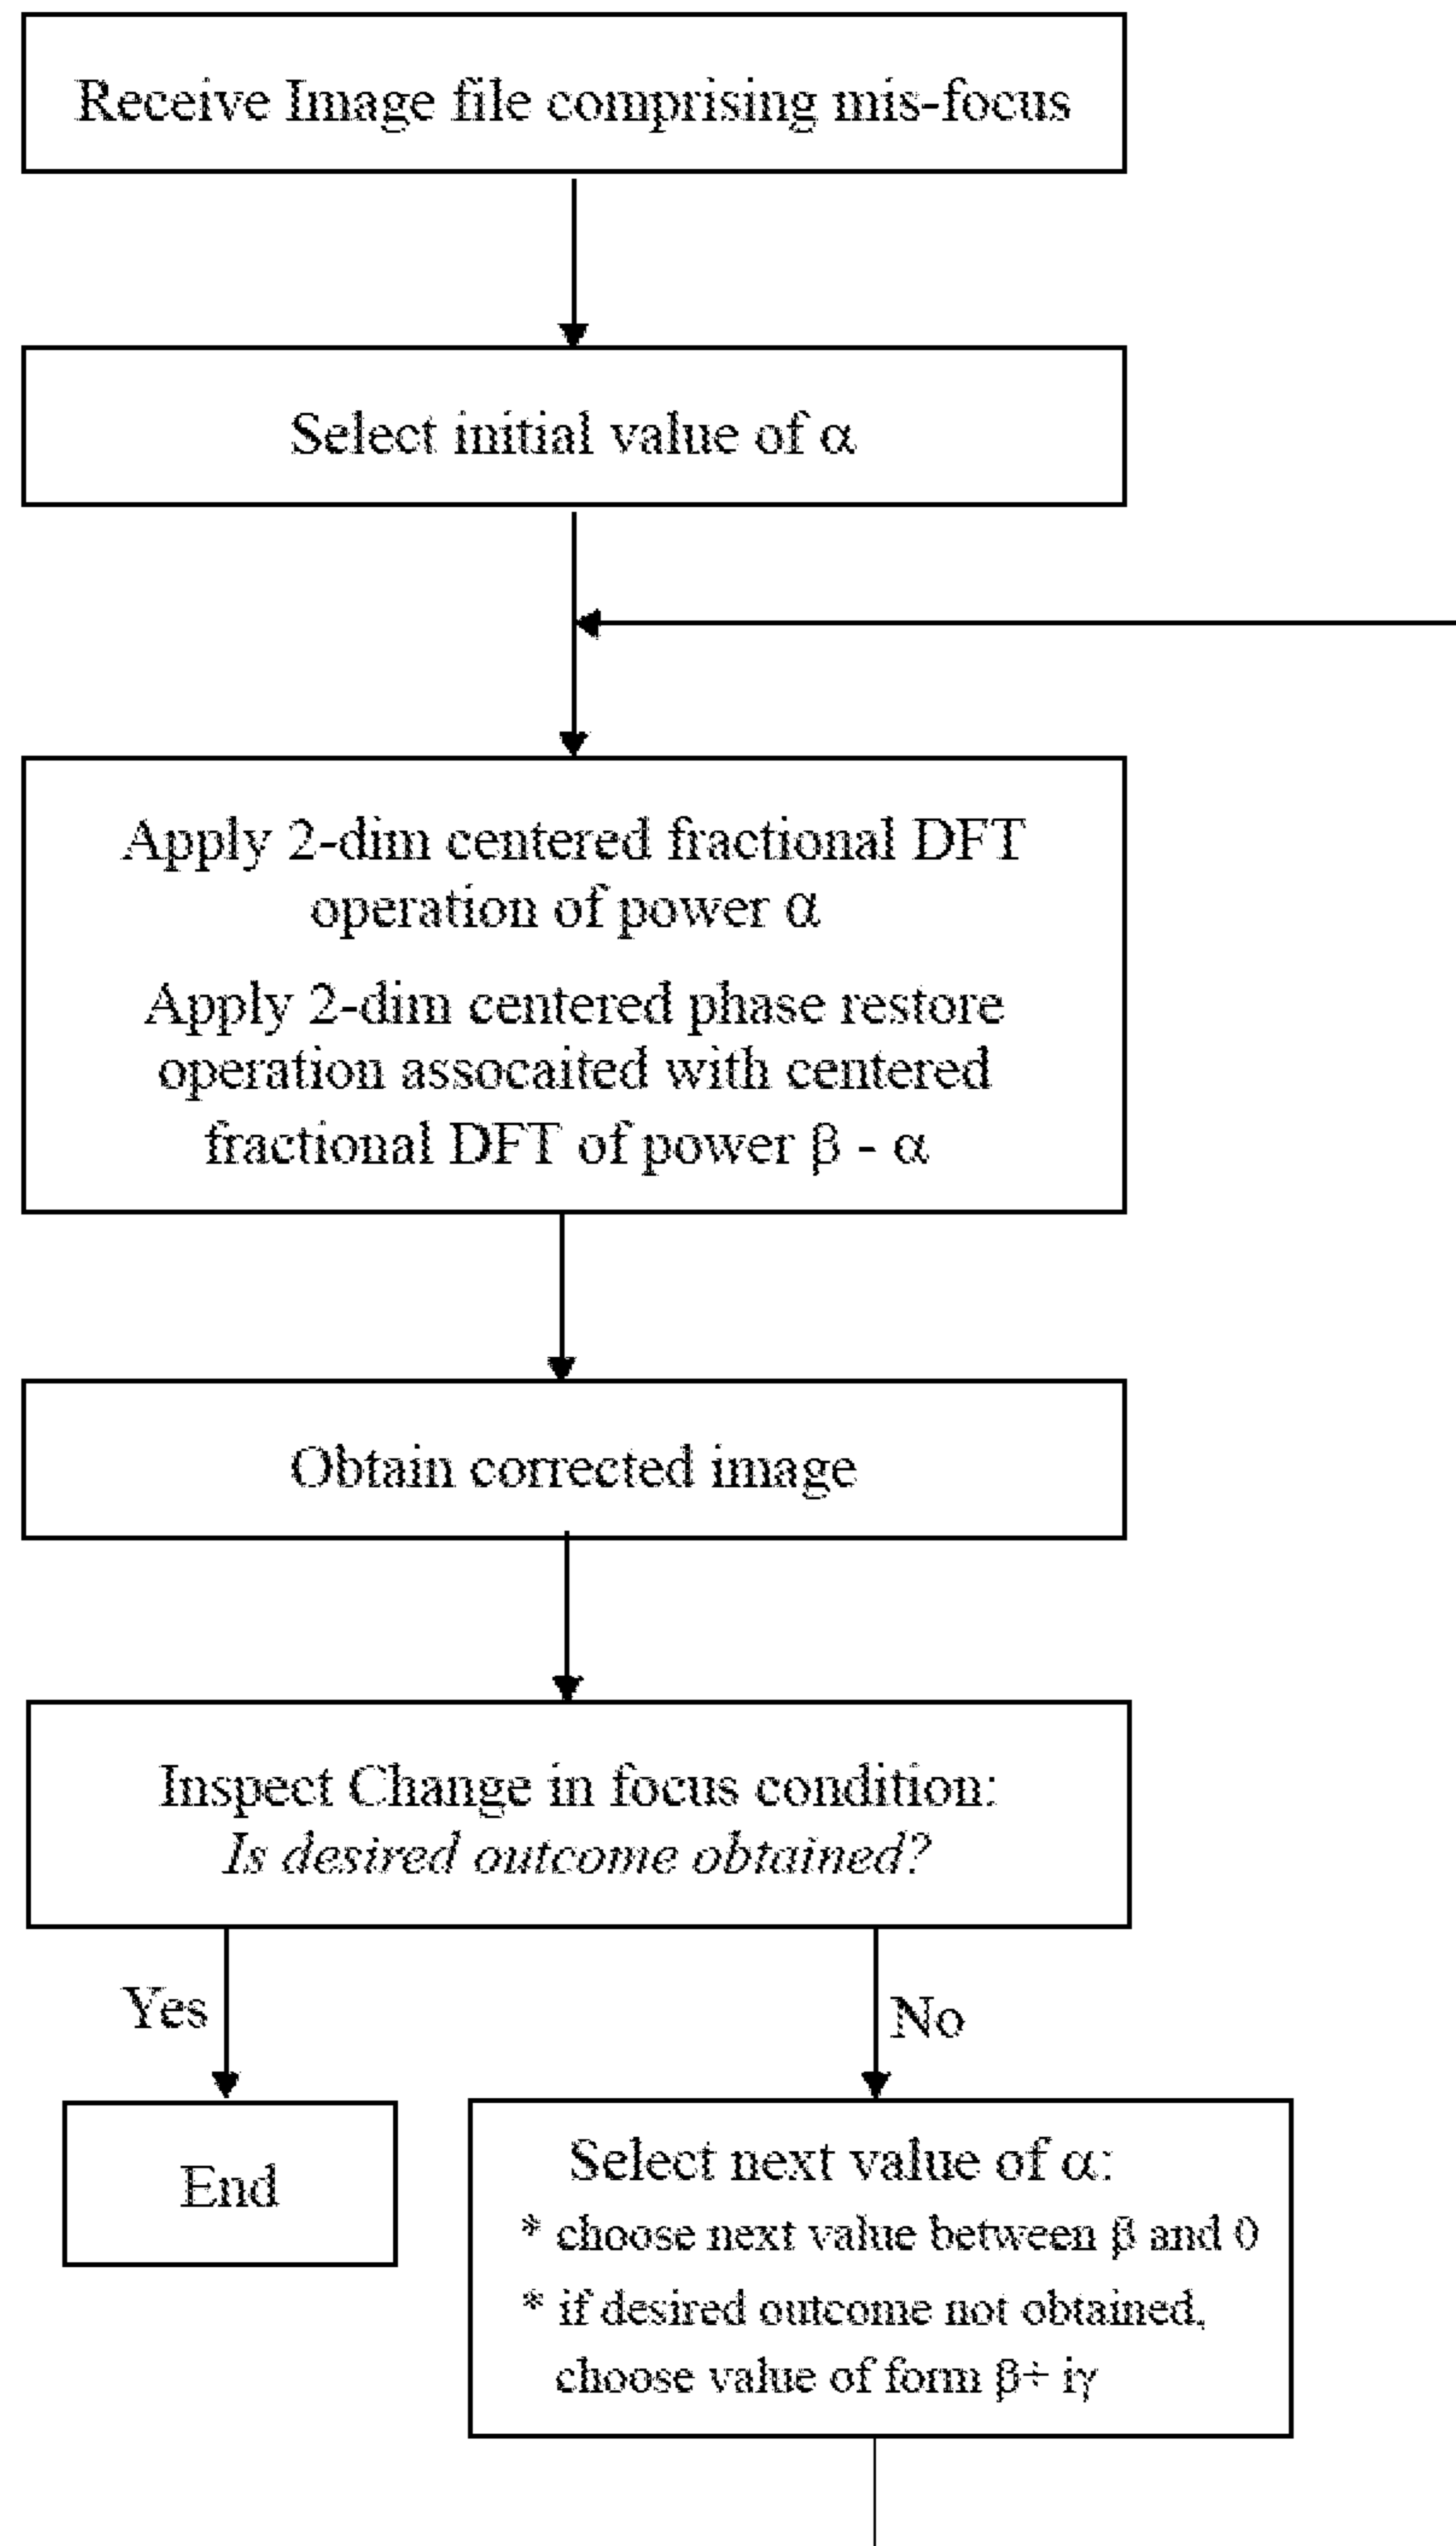 Receive Image file comprising mis-focus
Select initial value of α
Apply 2-dim centered fractional DFT
operation of power α
Apply 2-dim centered phase restore
operation assocaited with centered
fractional DFT of power β - α
Obtain corrected image
Inspect Change in focus condition:
Is desired outcome obtained?
Yes
No
End
Select next value of α:
* choose next value between β and 0
* if desired outcome not obtained,
choose value of form β+ iγ